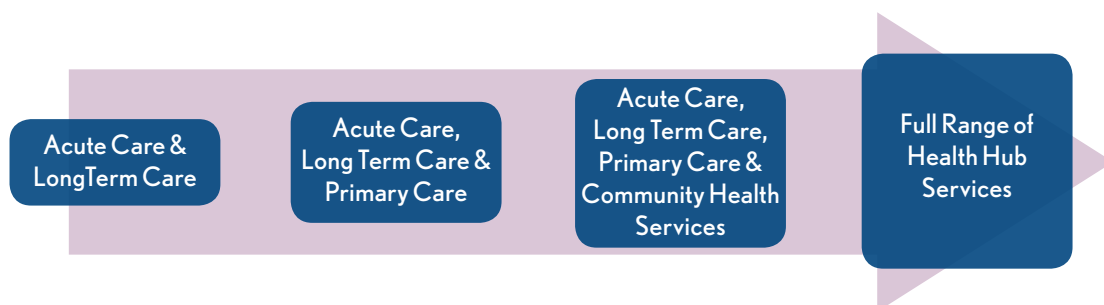 Acute Care &
LongTerm Care
Acute Care,
Long Term Care &
Primary Care
Acute Care,
Long Term Care,
Primary Care &
Community Health
Services
Full Range of
Health Hub
Services